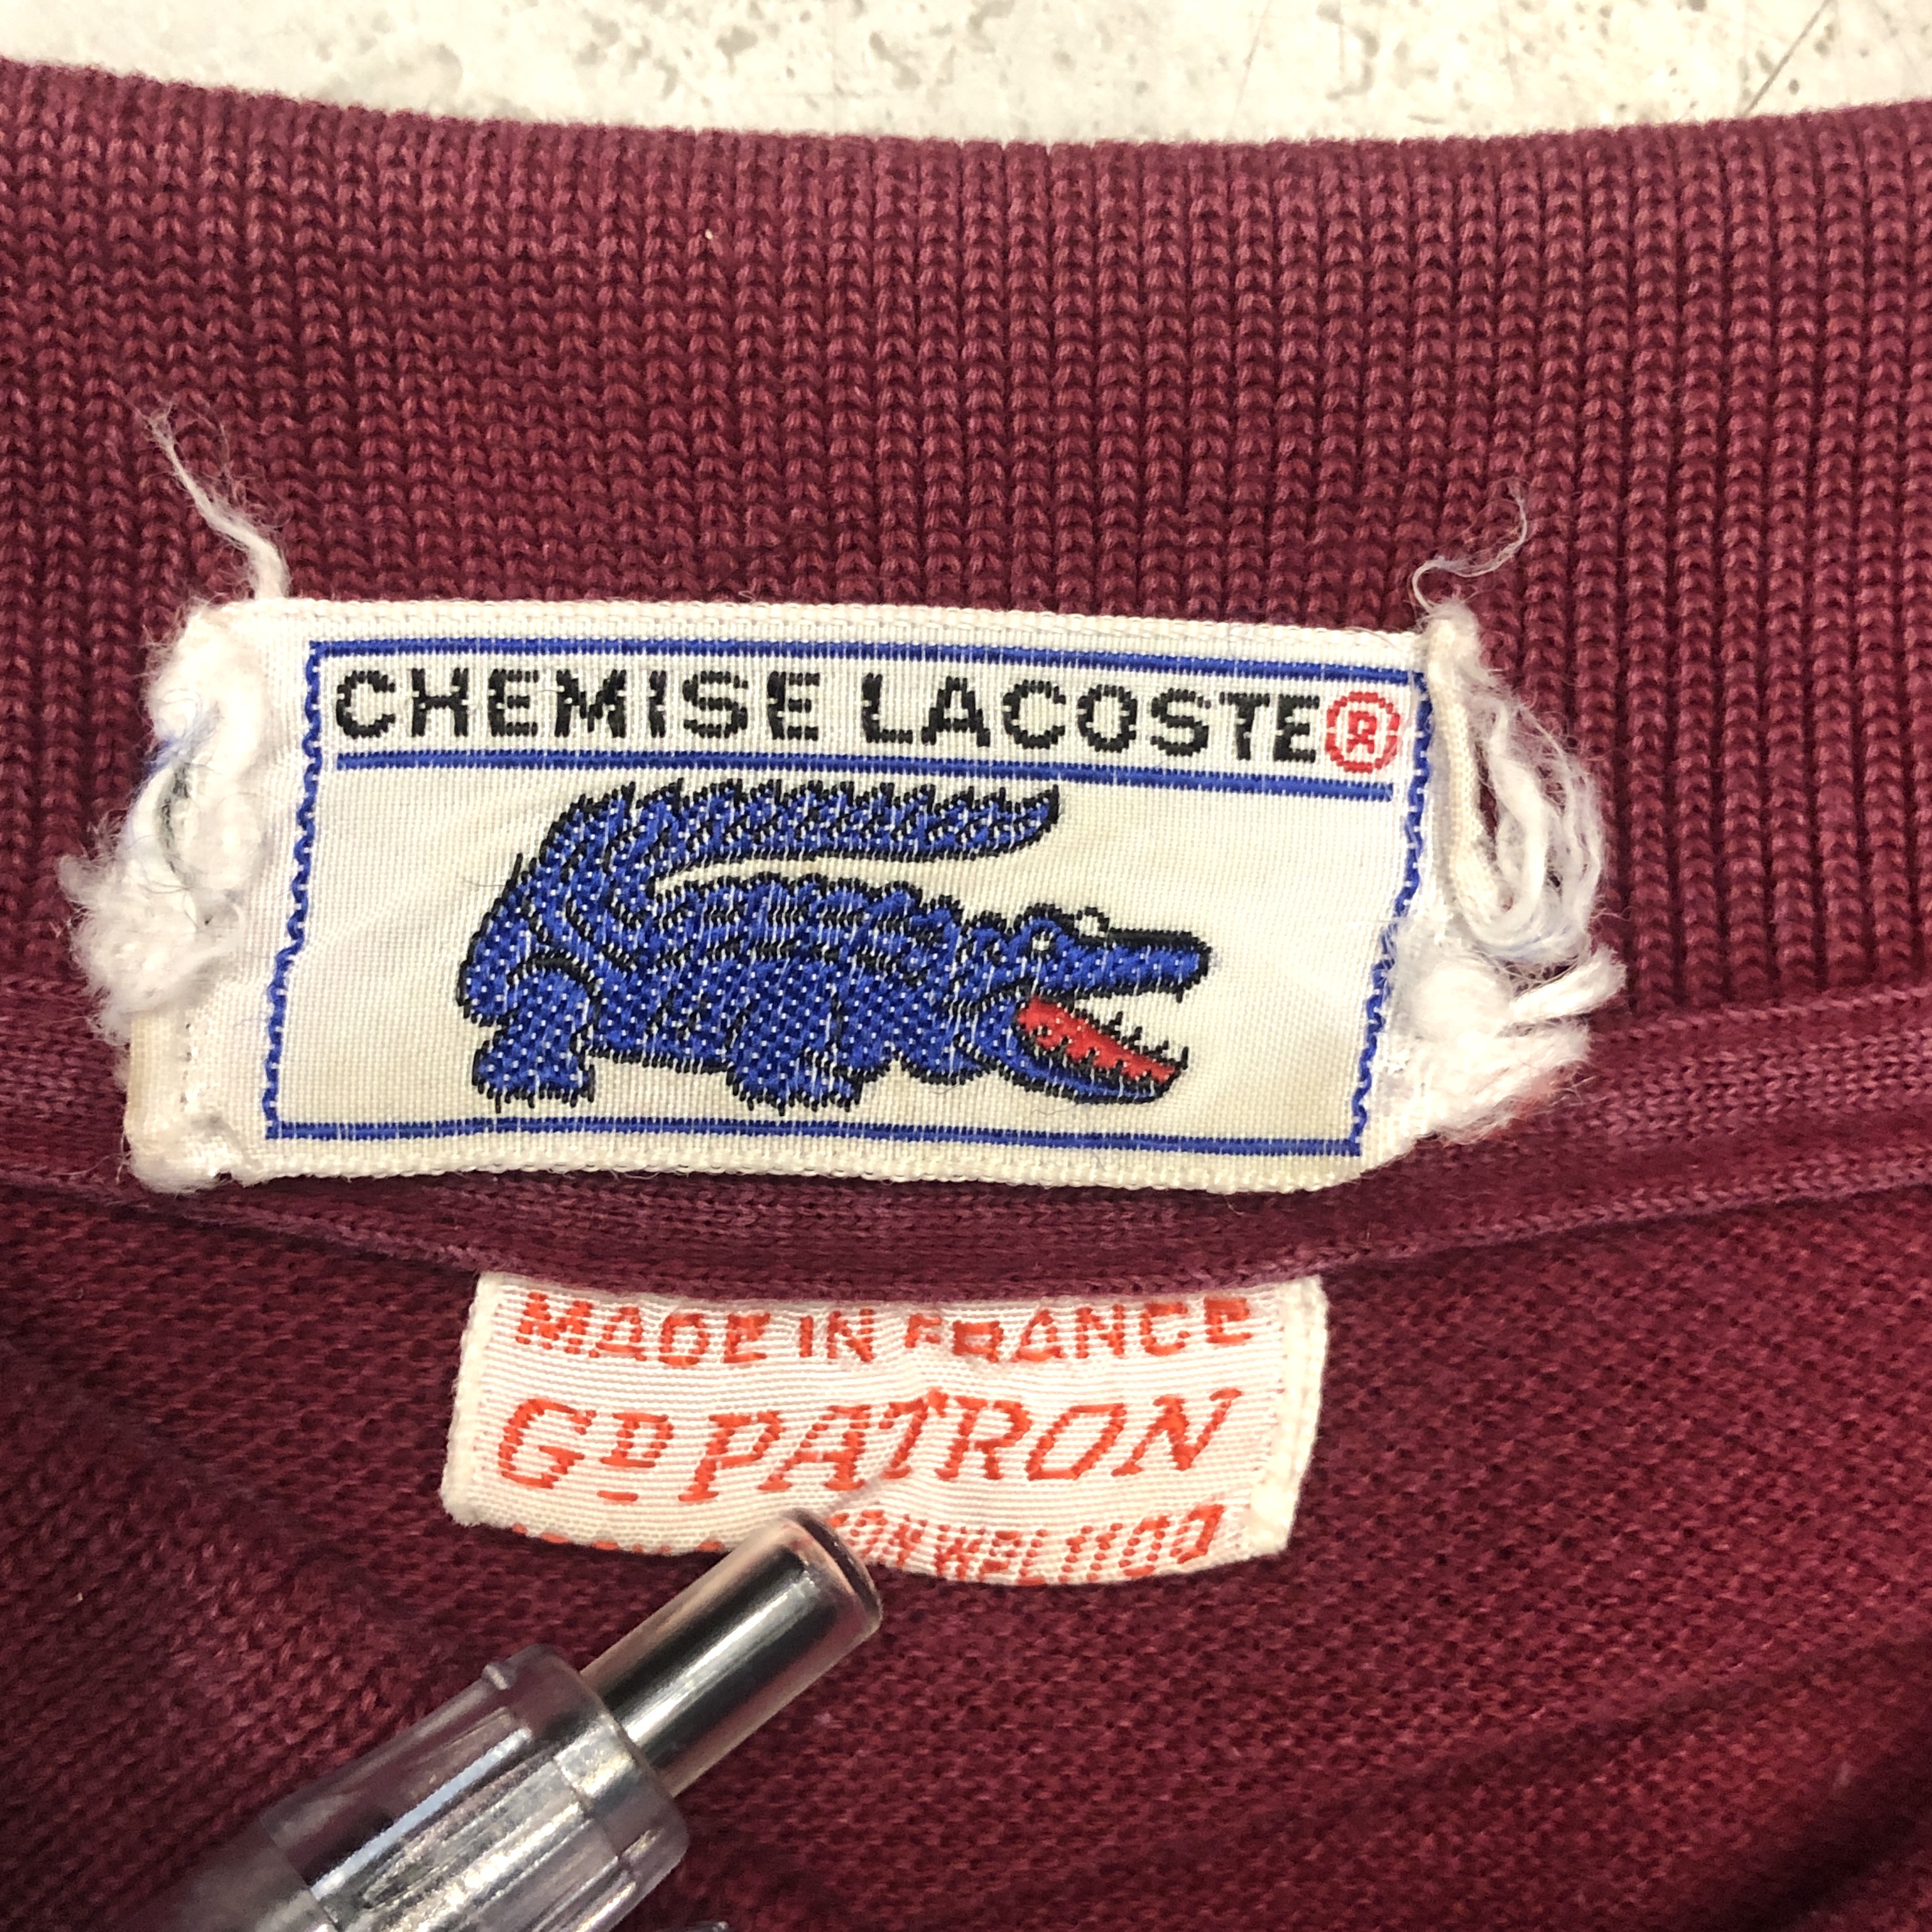 CHEMISE LACOSTE®
MADE IN FRANCE
GD PATRON